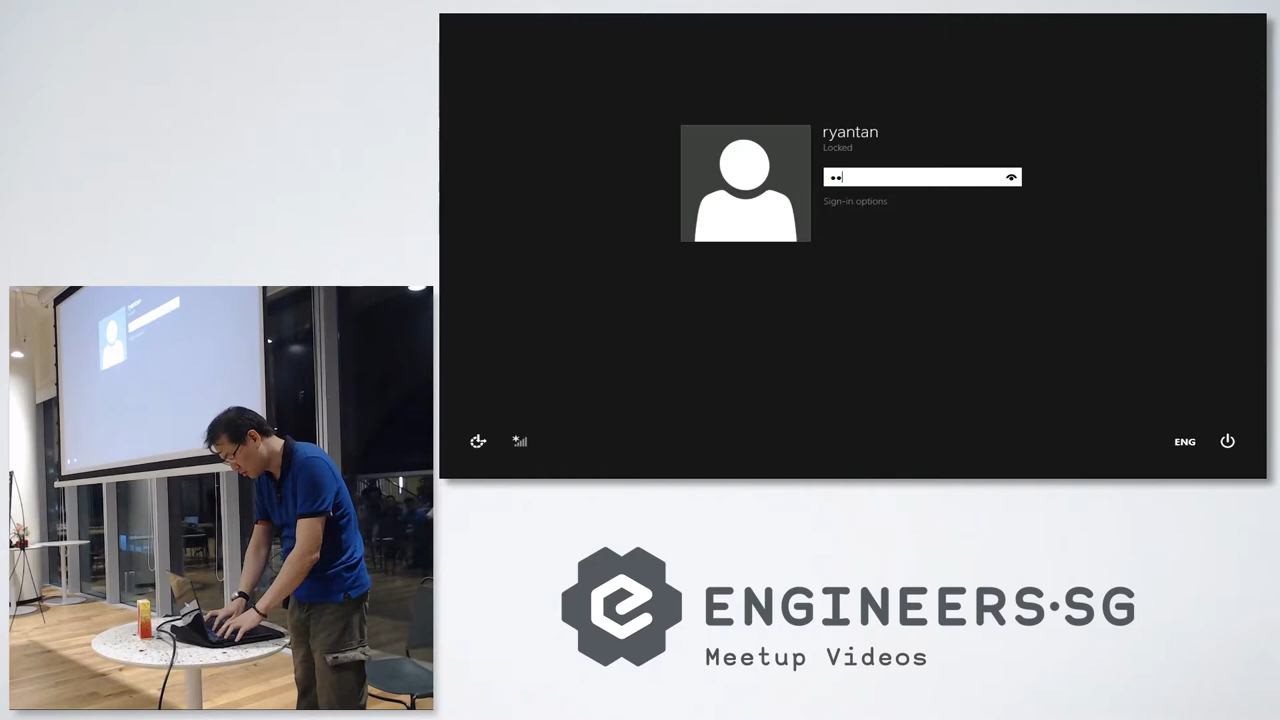 ryantan
Locked
Sign-in options
ENG
ENGINEERS•SG
Meetup Videos